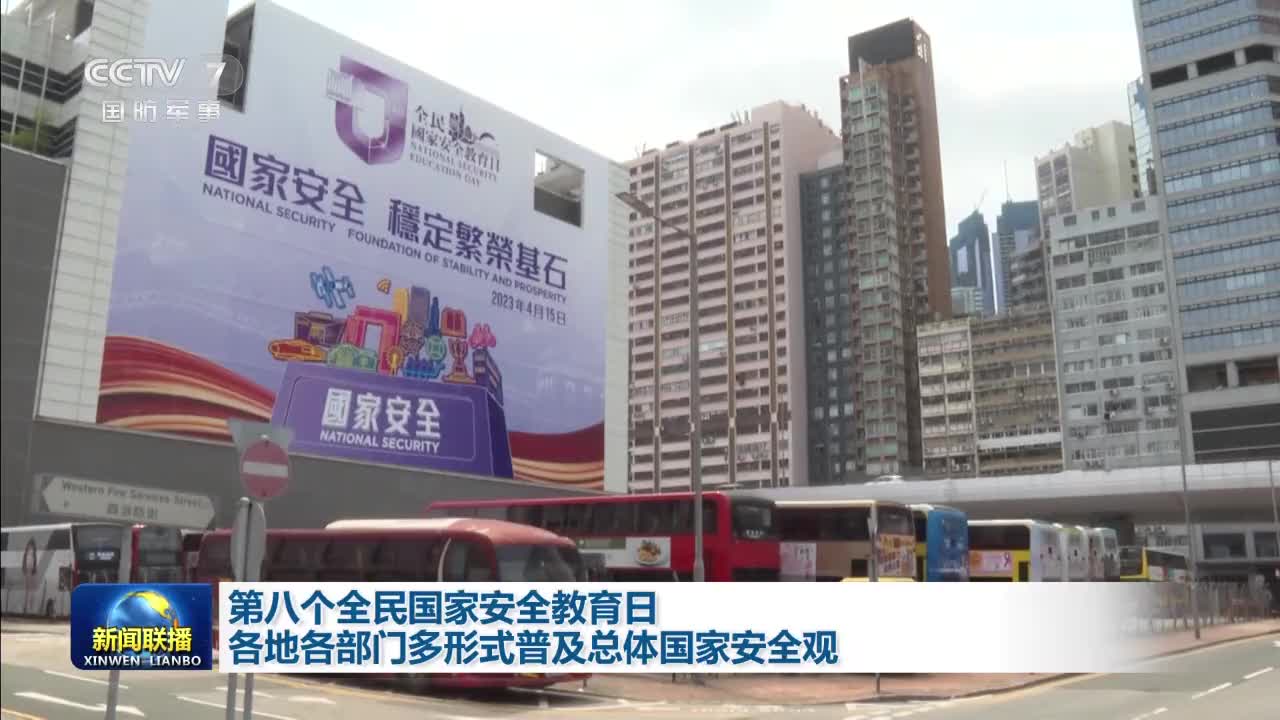 CCTV 7
国防军事
全民
國家安全教育日
NATIONAL SECURITY
EDUCATION DAY
國家安全 穩定繁榮基石
NATIONAL SECURITY FOUNDATION OF STABILITY AND PROSPERITY
2023年4月15日
國家安全
NATIONAL SECURITY
Western Fire Services Street
西消防街
新闻联播
XINWEN LIANBO
第八个全民国家安全教育日
各地各部门多形式普及总体国家安全观